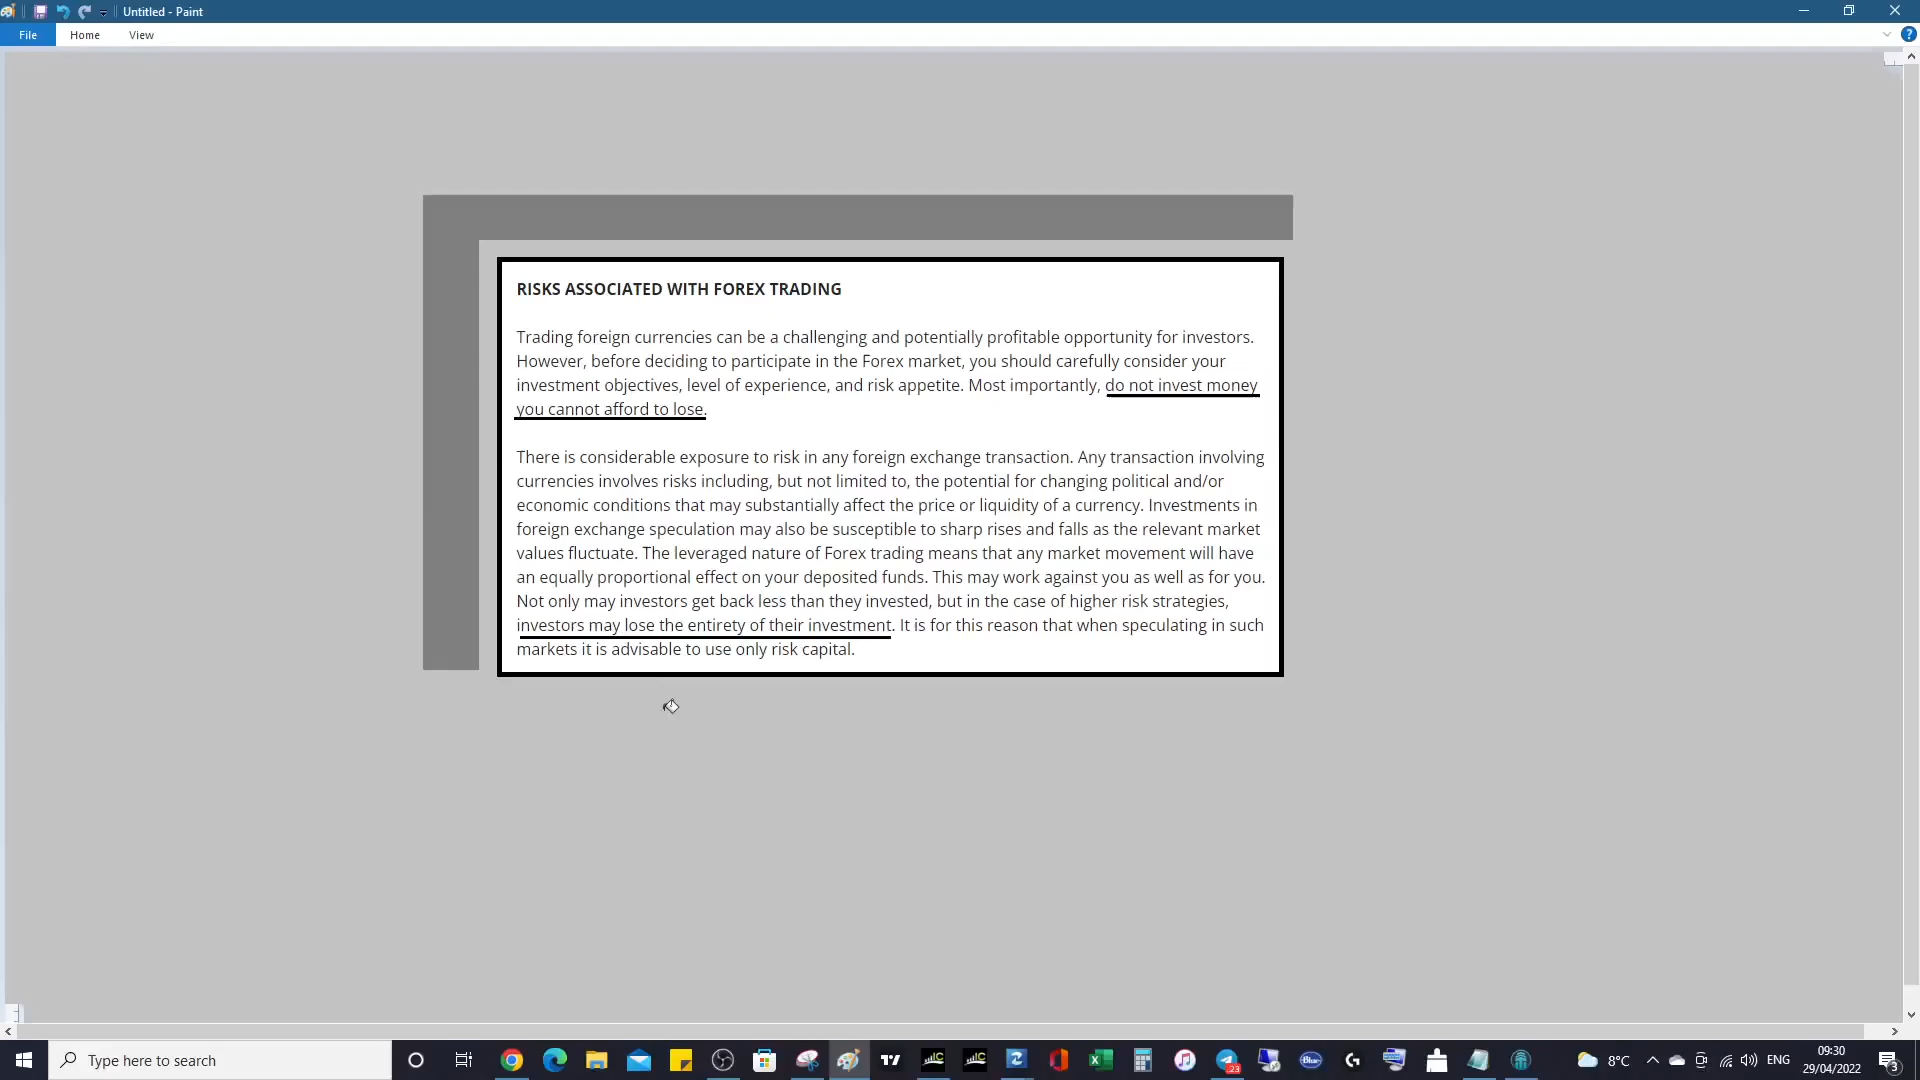 Untitled - Paint
File Home View
RISKS ASSOCIATED WITH FOREX TRADING
Trading foreign currencies can be a challenging and potentially profitable opportunity for investors.
However, before deciding to participate in the Forex market, you should carefully consider your
investment objectives, level of experience, and risk appetite. Most importantly, do not invest money
you cannot afford to lose.
There is considerable exposure to risk in any foreign exchange transaction. Any transaction involving
currencies involves risks including, but not limited to, the potential for changing political and/or
economic conditions that may substantially affect the price or liquidity of a currency. Investments in
foreign exchange speculation may also be susceptible to sharp rises and falls as the relevant market
values fluctuate. The leveraged nature of Forex trading means that any market movement will have
an equally proportional effect on your deposited funds. This may work against you as well as for you.
Not only may investors get back less than they invested, but in the case of higher risk strategies,
investors may lose the entirety of their investment. It is for this reason that when speculating in such
markets it is advisable to use only risk capital.
Type here to search
23
Blue
8°C
ENG
09:30
29/04/2022
3